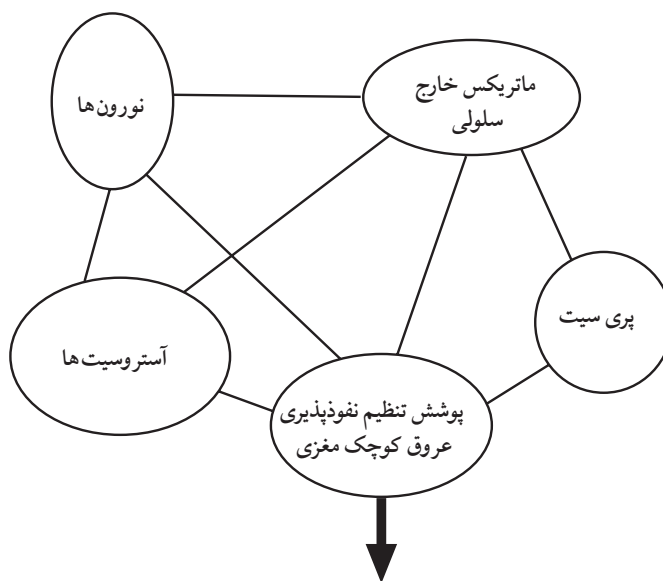 ماتریکس خارج
سلولی
نورون‌ها
پری سیت
آستروسیت‌ها
پوشش تنظیم نفوذپذیری
عروق کوچک مغزی